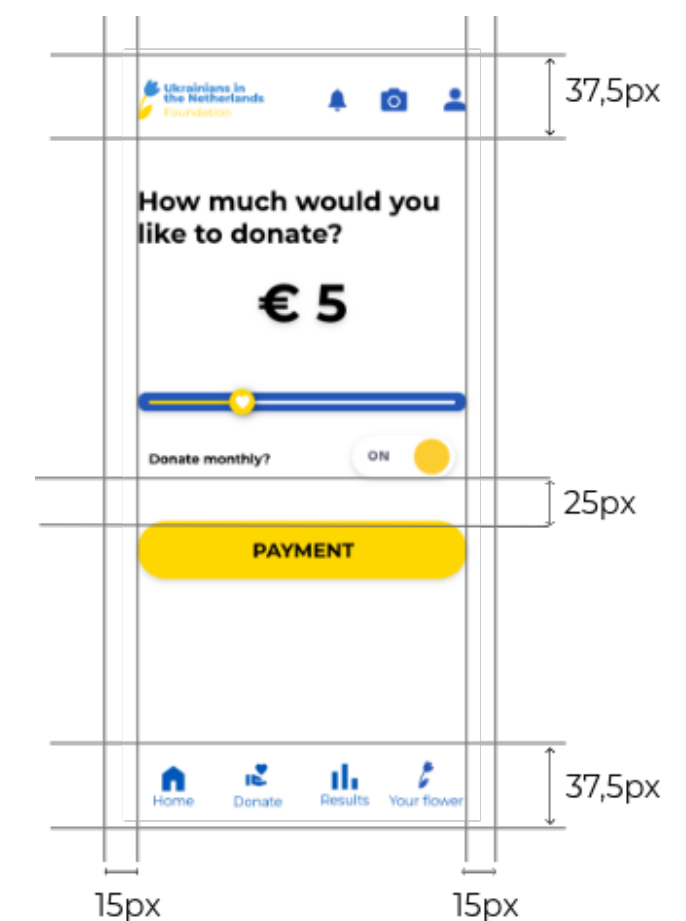 Ukrainians in
the Netherlands
Foundation
37,5px
How much would you
like to donate?
€ 5
Donate monthly?
ON
25px
PAYMENT
Home
Donate
Results
Your flower
37,5px
15px
15px